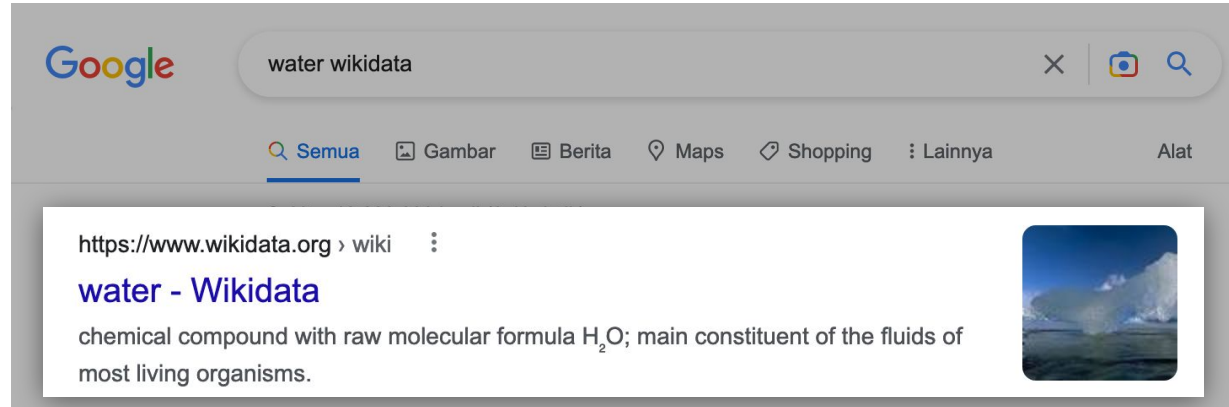 Google
water wikidata
Semua
Gambar
Berita
Maps
Shopping
Lainnya
Alat
https://www.wikidata.org › wiki
water - Wikidata
chemical compound with raw molecular formula H₂O; main constituent of the fluids of
most living organisms.